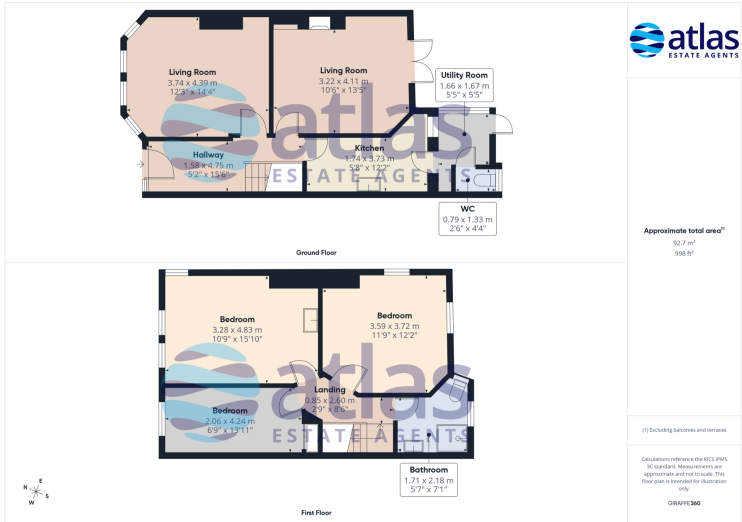 Living Room
3.74 x 4.39 m
12'3" x 14'4"
Living Room
3.22 x 4.11 m
10'6" x 13'5"
Utility Room
1.66 x 1.67 m
5'5" x 5'5"
Hallway
1.58 x 4.75 m
5'2" x 15'6"
Kitchen
1.74 x 3.73 m
5'8" x 12'2"
WC
0.79 x 1.33 m
2'6" x 4'4"
atlas
ESTATE AGENTS
Ground Floor
Bedroom
3.28 x 4.83 m
10'9" x 15'10"
Bedroom
3.59 x 3.72 m
11'9" x 12'2"
Landing
0.85 x 2.60 m
2'9" x 8'6"
Bedroom
2.06 x 4.24 m
6'9" x 13'11"
Bathroom
1.71 x 2.18 m
5'7" x 7'1"
atlas
ESTATE AGENTS
First Floor
N
E
S
W
atlas
ESTATE AGENTS
Approximate total area(1)
92.7 m²
998 ft²
(1) Excluding balconies and terraces
Calculations reference the RICS IPMS
3C standard. Measurements are
approximate and not to scale. This
floor plan is intended for illustration
only.
GIRAFFE360